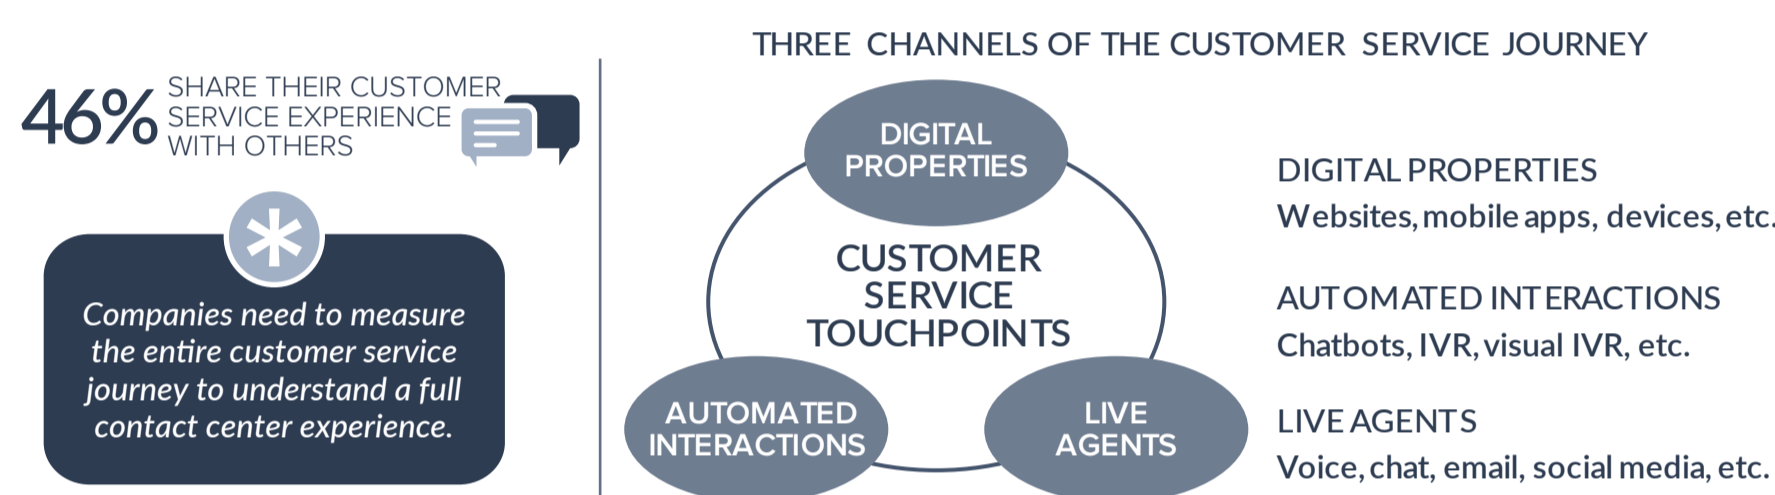 46%
SHARE THEIR CUSTOMER
SERVICE EXPERIENCE
WITH OTHERS
Companies need to measure
the entire customer service
journey to understand a full
contact center experience.
THREE CHANNELS OF THE CUSTOMER SERVICE JOURNEY
DIGITAL
PROPERTIES
CUSTOMER
SERVICE
TOUCHPOINTS
AUTOMATED
INTERACTIONS
LIVE
AGENTS
DIGITAL PROPERTIES
Websites, mobile apps, devices, etc.
AUTOMATED INTERACTIONS
Chatbots, IVR, visual IVR, etc.
LIVE AGENTS
Voice, chat, email, social media, etc.